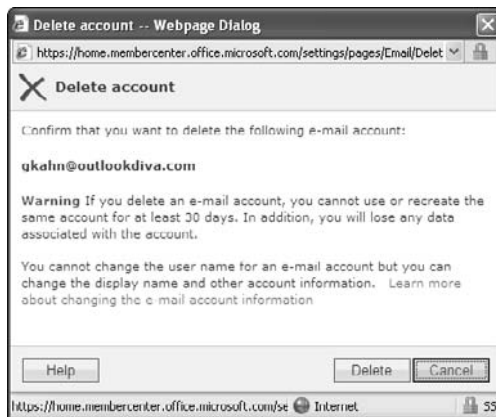 Delete account -- Webpage Dialog
https://home.membercenter.office.microsoft.com/settings/pages/Email/Delet
Delete account
Confirm that you want to delete the following e-mail account:
gkahn@outlookdiva.com
Warning If you delete an e-mail account, you cannot use or recreate the
same account for at least 30 days. In addition, you will lose any data
associated with the account.
You cannot change the user name for an e-mail account but you can
change the display name and other account information. Learn more
about changing the e-mail account information
Help
Delete
Cancel
https://home.membercenter.office.microsoft.com/se Internet SS